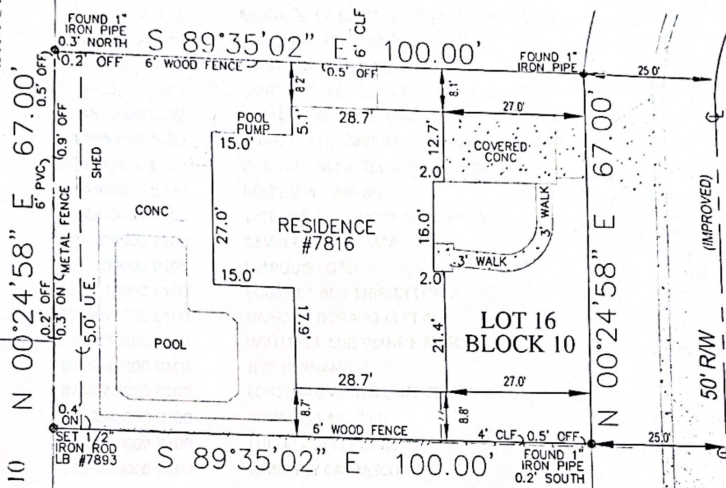 FOUND 1"
IRON PIPE
0.3' NORTH
S 89°35'02" E 100.00'
6' CLF
FOUND 1"
IRON PIPE
0.2' OFF
6' WOOD FENCE
0.5' OFF
25.0'
8.2'
8.1'
27.0'
N 00°24'58" E 67.00'
0.5' OFF
6' PVC
0.9' OFF
SHED
POOL
PUMP
5.1'
28.7'
15.0'
12.7'
COVERED
CONC
2.0'
CONC
27.0'
RESIDENCE
#7816
16.0'
3' WALK
3' WALK
15.0'
2.0'
METAL FENCE
0.2' OFF
0.5' ON
5.0' U.E.
POOL
17.9'
21.4'
LOT 16
BLOCK 10
N 00°24'58" E 67.00'
(IMPROVED)
50' R/W
28.7'
27.0'
8.7'
8.8'
0.4'
ON
6' WOOD FENCE
4' CLF
0.5' OFF
25.0'
SET 1/2"
IRON ROD
LB #7893
S 89°35'02" E 100.00'
FOUND 1"
IRON PIPE
0.2' SOUTH
10